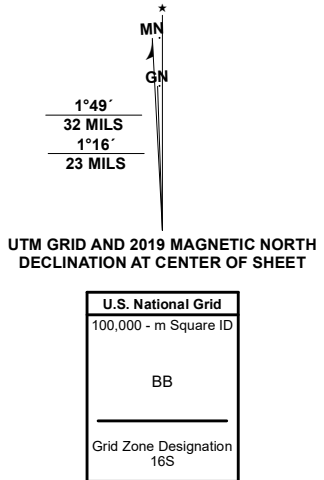 ★
MN
GN
1°49´
32 MILS
1°16´
23 MILS
UTM GRID AND 2019 MAGNETIC NORTH
DECLINATION AT CENTER OF SHEET
U.S. National Grid
100,000 - m Square ID
BB
Grid Zone Designation
16S